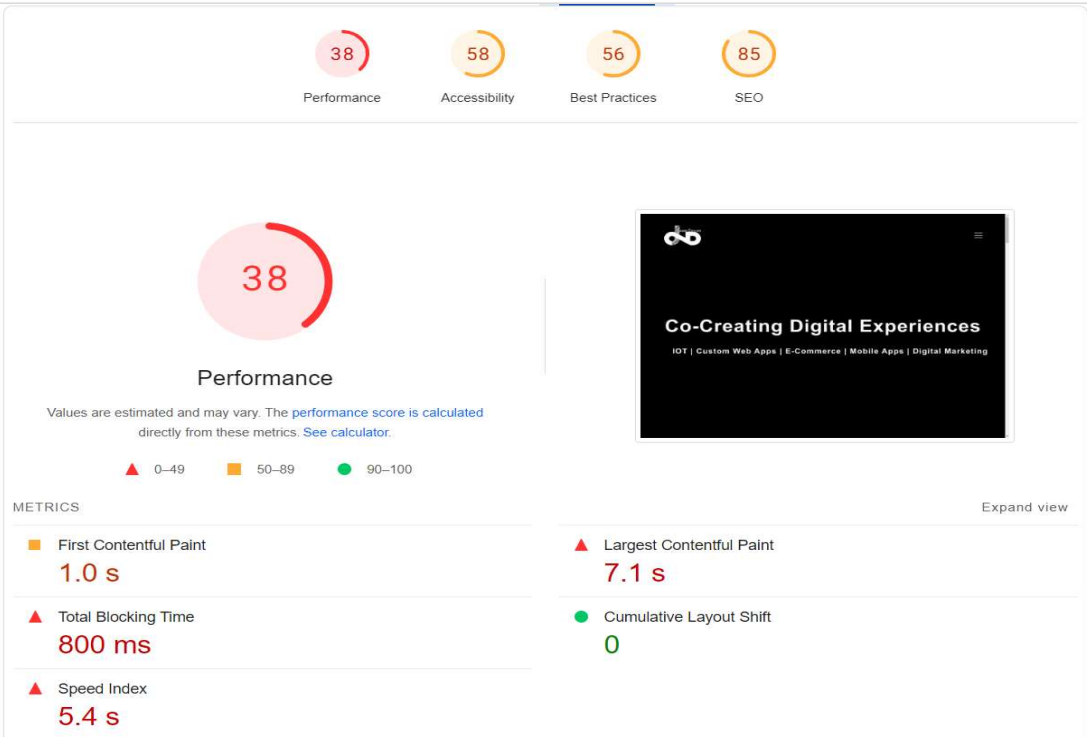 38 58 56 85
Performance Accessibility Best Practices SEO
38
Performance
Values are estimated and may vary. The performance score is calculated
directly from these metrics. See calculator.
0–49 50–89 90–100
Co-Creating Digital Experiences
IOT | Custom Web Apps | E-Commerce | Mobile Apps | Digital Marketing
METRICS Expand view
First Contentful Paint
1.0 s
Largest Contentful Paint
7.1 s
Total Blocking Time
800 ms
Cumulative Layout Shift
0
Speed Index
5.4 s